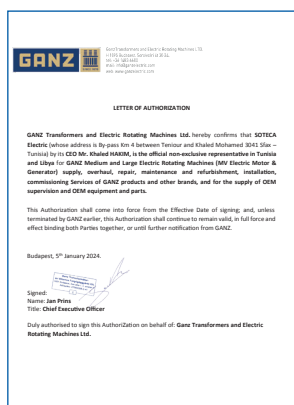 GANZ
GanzTransformers and Electric Rotating Machines Ltd.
LETTER OF AUTHORIZATION
GANZ Transformers and Electric Rotating Machines Ltd. hereby confirms that SOTECA
Electric (whose address is By-pass Km 4 between Teniour and Khaled Mohamed 3041 Sfax –
Tunisia) by its CEO Mr. Khaled HAKIM, is the official non-exclusive representative in Tunisia
and Libya for GANZ Medium and Large Electric Rotating Machines (MV Electric Motor &
Generator) supply, overhaul, repair, maintenance and refurbishment, installation,
commissioning Services of GANZ products and other brands, and for the supply of OEM
supervision and OEM equipment and parts.
This Authorization shall come into force from the Effective Date of signing; and, unless
terminated by GANZ earlier, this Authorization shall continue to remain valid, in full force and
effect binding both Parties together, or until further notification from GANZ.
Budapest, 5th January 2024.
Signed:
Name: Jan Prins
Title: Chief Executive Officer
Duly authorised to sign this AuthoriZation on behalf of: Ganz Transformers and Electric
Rotating Machines Ltd.